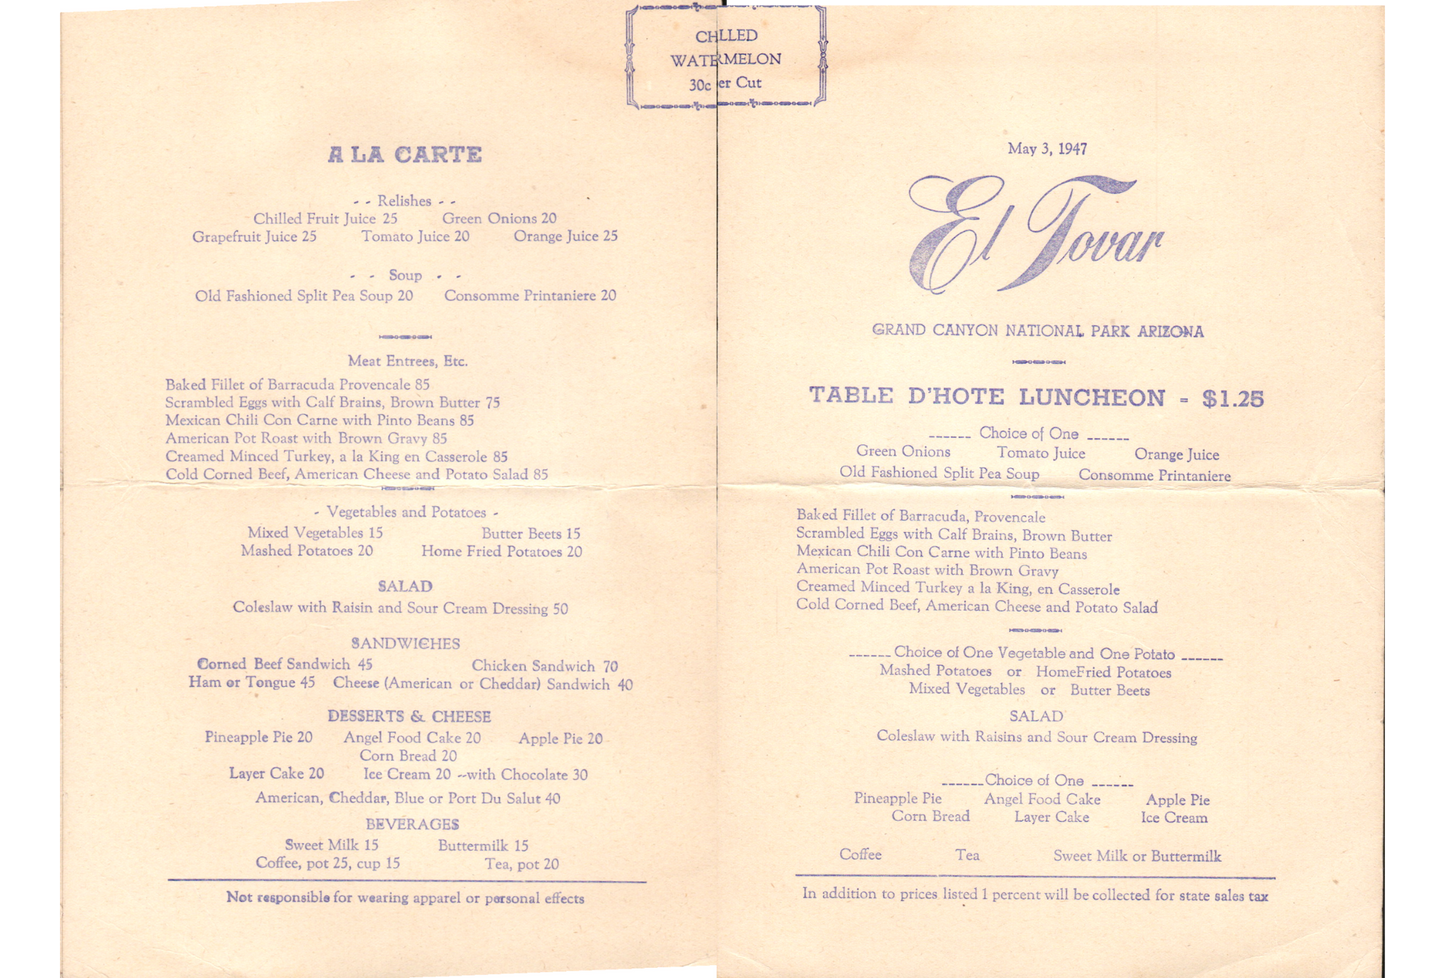 CHLLED
WATERMELON
30c er Cut
A LA CARTE
- - Relishes - -
Chilled Fruit Juice 25 Green Onions 20
Grapefruit Juice 25 Tomato Juice 20 Orange Juice 25
- - Soup - -
Old Fashioned Split Pea Soup 20 Consomme Printaniere 20
Meat Entrees, Etc.
Baked Fillet of Barracuda Provencale 85
Scrambled Eggs with Calf Brains, Brown Butter 75
Mexican Chili Con Carne with Pinto Beans 85
American Pot Roast with Brown Gravy 85
Creamed Minced Turkey, a la King en Casserole 85
Cold Corned Beef, American Cheese and Potato Salad 85
- Vegetables and Potatoes -
Mixed Vegetables 15 Butter Beets 15
Mashed Potatoes 20 Home Fried Potatoes 20
SALAD
Coleslaw with Raisin and Sour Cream Dressing 50
SANDWICHES
Corned Beef Sandwich 45 Chicken Sandwich 70
Ham or Tongue 45 Cheese (American or Cheddar) Sandwich 40
DESSERTS & CHEESE
Pineapple Pie 20 Angel Food Cake 20 Apple Pie 20
Corn Bread 20
Layer Cake 20 Ice Cream 20 --with Chocolate 30
American, Cheddar, Blue or Port Du Salut 40
BEVERAGES
Sweet Milk 15 Buttermilk 15
Coffee, pot 25, cup 15 Tea, pot 20
Not responsible for wearing apparel or personal effects
May 3, 1947
El Tovar
GRAND CANYON NATIONAL PARK ARIZONA
TABLE D'HOTE LUNCHEON - $1.25
------ Choice of One ------
Green Onions Tomato Juice Orange Juice
Old Fashioned Split Pea Soup Consomme Printaniere
Baked Fillet of Barracuda, Provencale
Scrambled Eggs with Calf Brains, Brown Butter
Mexican Chili Con Carne with Pinto Beans
American Pot Roast with Brown Gravy
Creamed Minced Turkey a la King, en Casserole
Cold Corned Beef, American Cheese and Potato Salad
------ Choice of One Vegetable and One Potato ------
Mashed Potatoes or HomeFried Potatoes
Mixed Vegetables or Butter Beets
SALAD
Coleslaw with Raisins and Sour Cream Dressing
------Choice of One ------
Pineapple Pie Angel Food Cake Apple Pie
Corn Bread Layer Cake Ice Cream
Coffee Tea Sweet Milk or Buttermilk
In addition to prices listed 1 percent will be collected for state sales tax